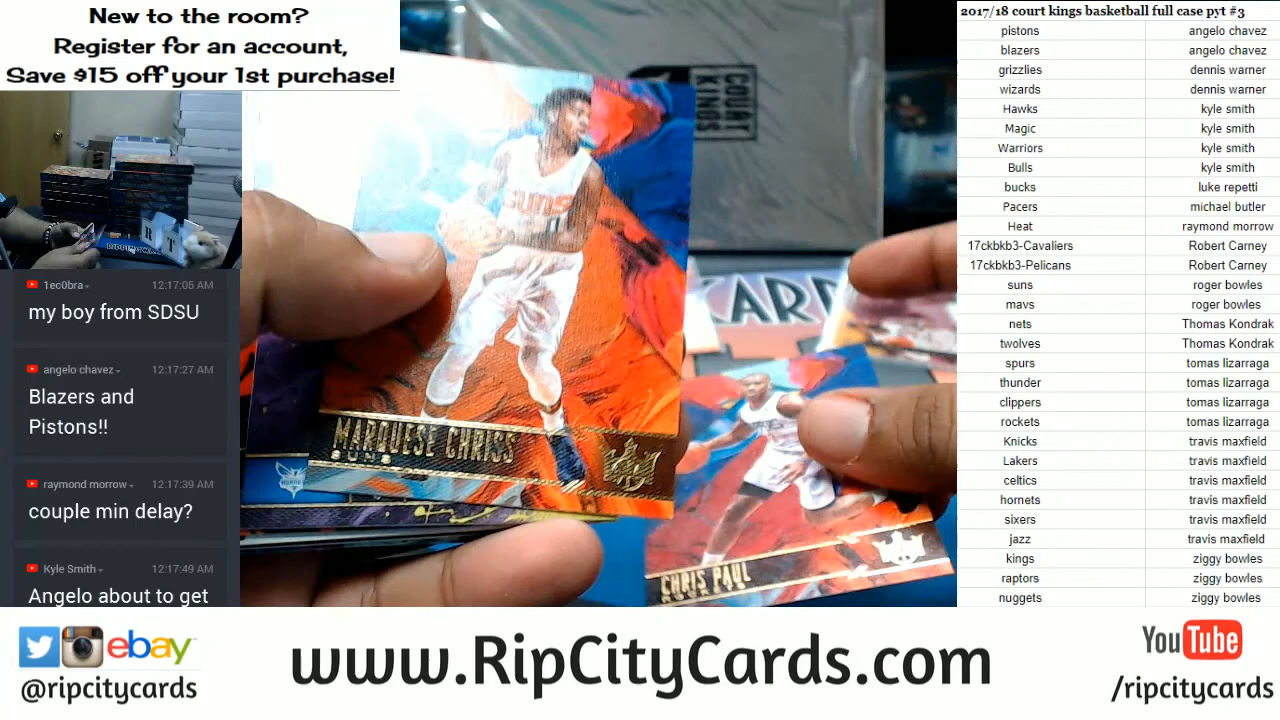 New to the room?
Register for an account,
Save $15 off your 1st purchase!
1ec0bra
12:17:05 AM
my boy from SDSU
angelo chavez
12:17:27 AM
Blazers and
Pistons!!
raymond morrow
12:17:39 AM
couple min delay?
Kyle Smith
12:17:49 AM
Angelo about to get
R T
COURT
KINGS
CARD
SUNS
MARQUESE CHRISS
SUNS
CHRIS PAUL
ROCKETS
2017/18 court kings basketball full case pyt #3
pistons angelo chavez
blazers angelo chavez
grizzlies dennis warner
wizards dennis warner
Hawks kyle smith
Magic kyle smith
Warriors kyle smith
Bulls kyle smith
bucks luke repetti
Pacers michael butler
Heat raymond morrow
17ckbkb3-Cavaliers Robert Carney
17ckbkb3-Pelicans Robert Carney
suns roger bowles
mavs roger bowles
nets Thomas Kondrak
twolves Thomas Kondrak
spurs tomas lizarraga
thunder tomas lizarraga
clippers tomas lizarraga
rockets tomas lizarraga
Knicks travis maxfield
Lakers travis maxfield
celtics travis maxfield
hornets travis maxfield
sixers travis maxfield
jazz travis maxfield
kings ziggy bowles
raptors ziggy bowles
nuggets ziggy bowles
ebay
@ripcitycards
www.RipCityCards.com
YouTube
/ripcitycards